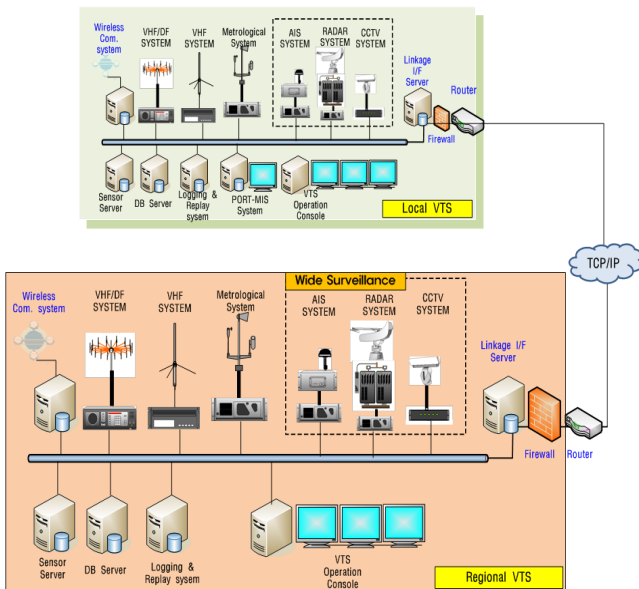 Wireless
Com.
system
VHF/DF
SYSTEM
VHF
SYSTEM
Metrological
System
AIS
SYSTEM
RADAR
SYSTEM
CCTV
SYSTEM
Linkage I/F
Server
Router
Firewall
Sensor
Server
DB Server
Logging &
Replay sysem
PORT-MIS
System
VTS
Operation
Console
Local VTS
TCP/IP
Wide Surveillance
Wireless
Com. system
VHF/DF
SYSTEM
VHF
SYSTEM
Metrological
System
AIS
SYSTEM
RADAR
SYSTEM
CCTV
SYSTEM
Linkage I/F
Server
Firewall
Router
Sensor
Server
DB Server
Logging &
Replay sysem
VTS
Operation
Console
Regional VTS